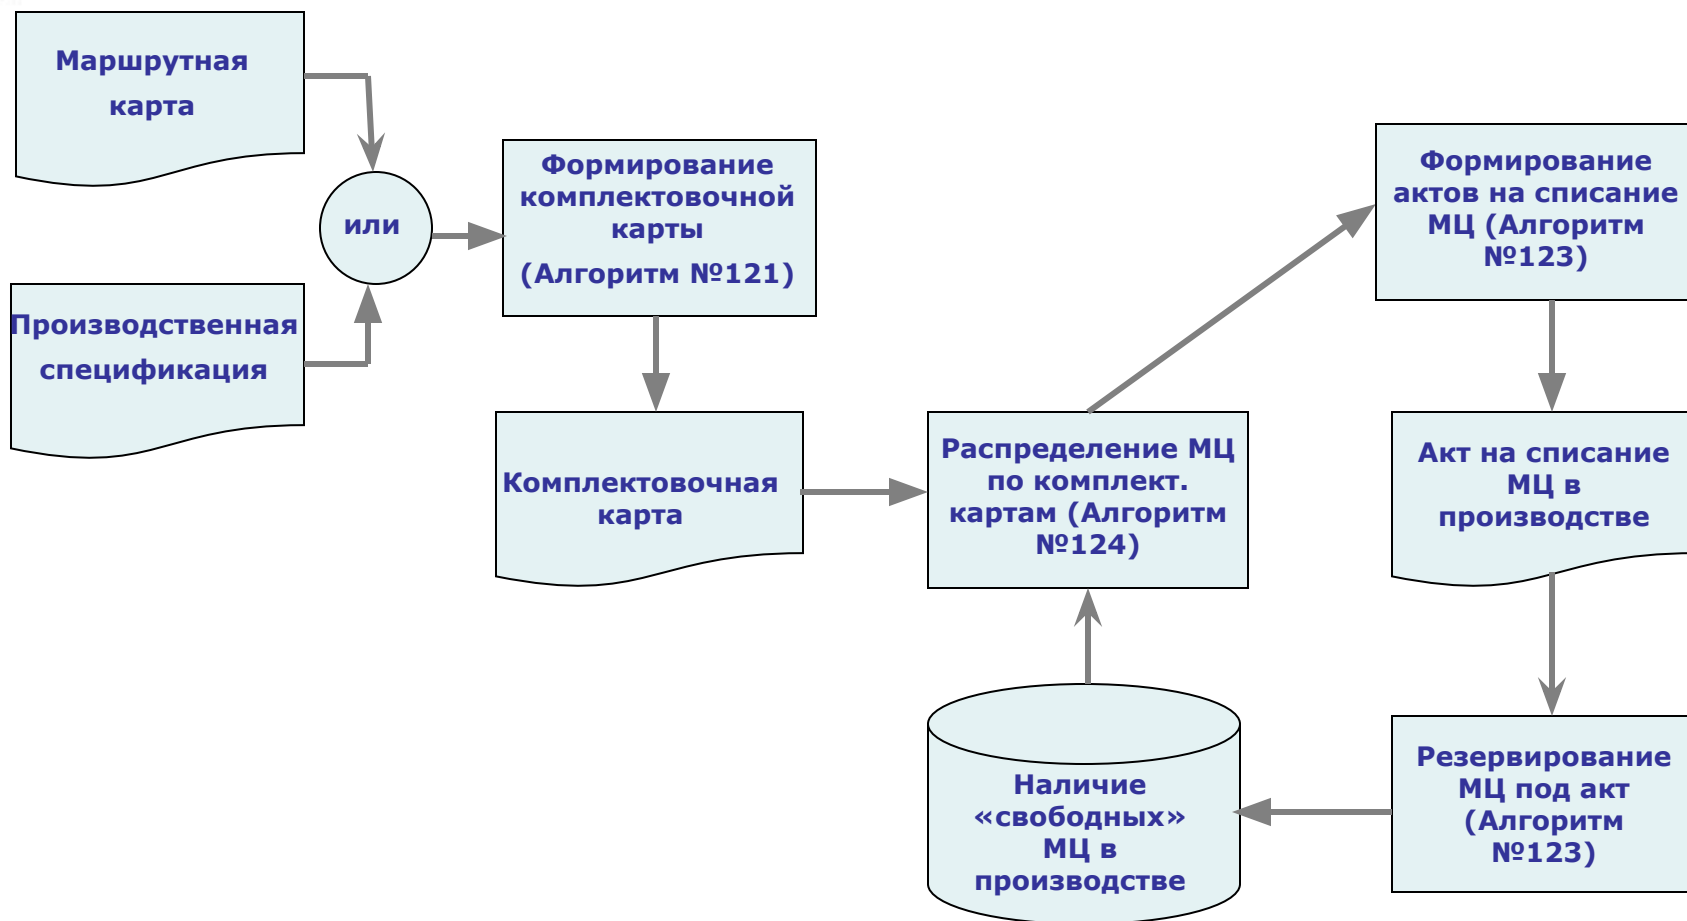 Маршрутная
карта
или
Производственная
спецификация
Формирование
комплектовочной
карты
(Алгоритм №121)
Комплектовочная
карта
Распределение МЦ
по комплект.
картам (Алгоритм
№124)
Наличие
«свободных»
МЦ в
производстве
Формирование
актов на списание
МЦ (Алгоритм
№123)
Акт на списание
МЦ в
производстве
Резервирование
МЦ под акт
(Алгоритм
№123)